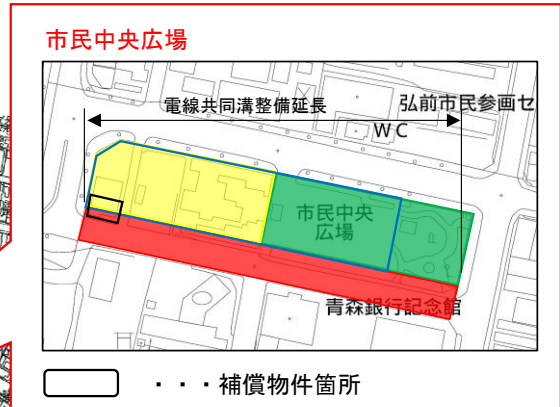 市民中央広場
電線共同溝整備延長
弘前市民参画セ
WC
市民中央
広場
青森銀行記念館
・・・補償物件箇所